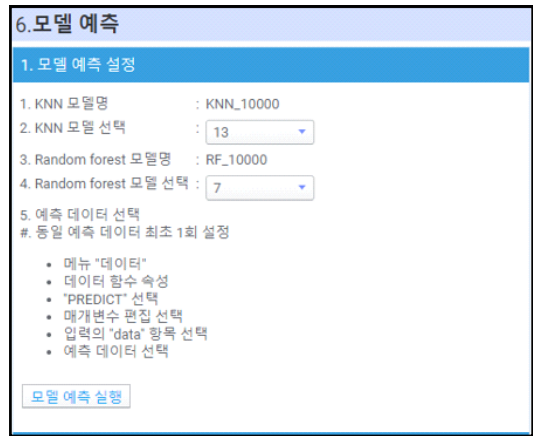 6.모델 예측
1. 모델 예측 설정
1. KNN 모델명 : KNN_10000
2. KNN 모델 선택 : 13
3. Random forest 모델명 : RF_10000
4. Random forest 모델 선택 : 7
5. 예측 데이터 선택
#. 동일 예측 데이터 최초 1회 설정
• 메뉴 "데이터"
• 데이터 함수 속성
• "PREDICT" 선택
• 매개변수 편집 선택
• 입력의 "data" 항목 선택
• 예측 데이터 선택
모델 예측 실행